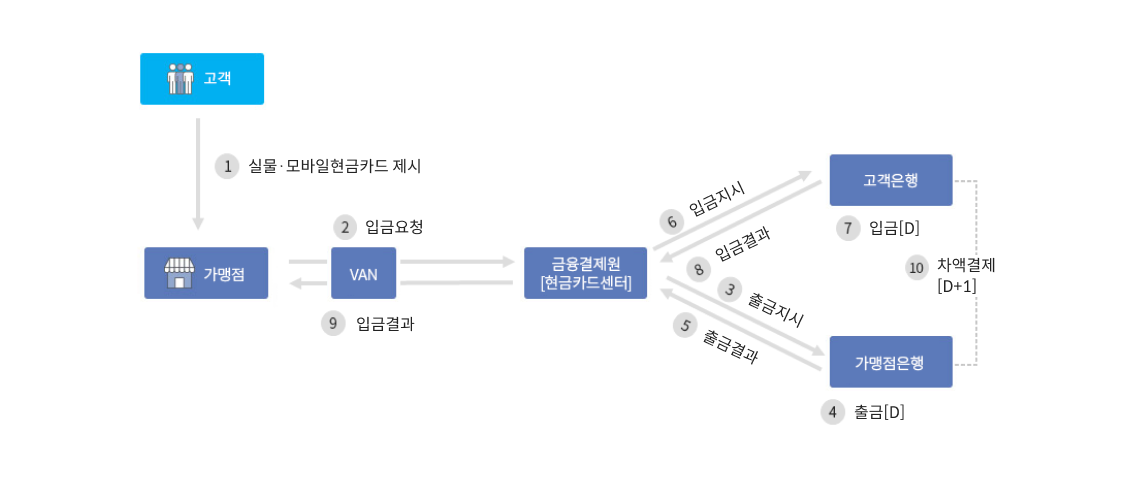 고객
1 실물·모바일현금카드 제시
가맹점
2 입금요청
VAN
9 입금결과
금융결제원
[현금카드센터]
6 입금지시
8 입금결과
3 출금지시
5 출금결과
고객은행
7 입금[D]
10 차액결제
[D+1]
가맹점은행
4 출금[D]